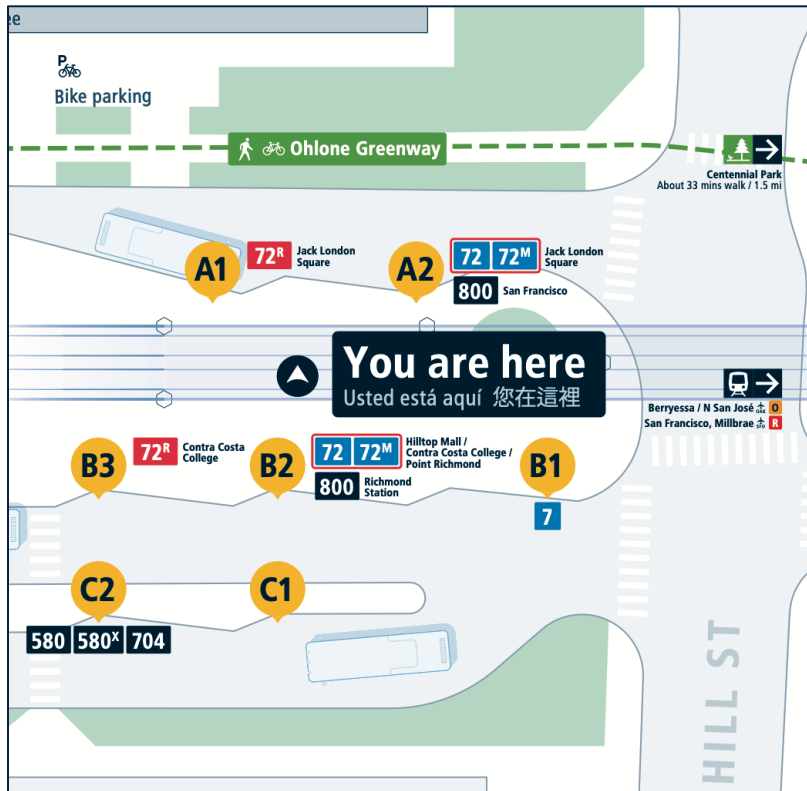 ee
P
Bike parking
Ohlone Greenway
Centennial Park
About 33 mins walk / 1.5 mi
A1
72R
Jack London
Square
A2
72 72M
Jack London
Square
800
San Francisco
You are here
Usted está aquí 您在這裡
Berryessa / N San José OAK O
San Francisco, Millbrae SFO R
B3
72R
Contra Costa
College
B2
72 72M
Hilltop Mall /
Contra Costa College /
Point Richmond
800
Richmond
Station
B1
7
C2
580 580X 704
C1
HILL ST